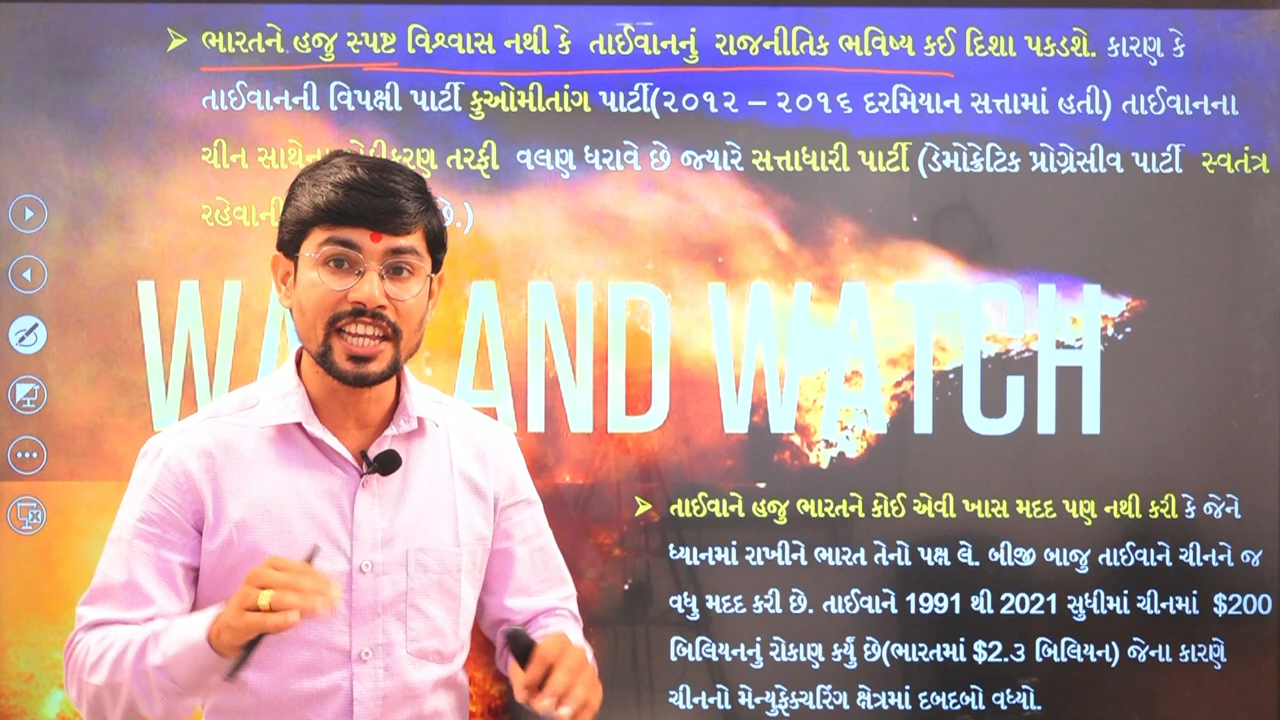 ➤ ભારતને હજુ સ્પષ્ટ વિશ્વાસ નથી કે તાઈવાનનું રાજનીતિક ભવિષ્ય કઈ દિશા પકડશે. કારણ કે
તાઈવાનની વિપક્ષી પાર્ટી કુઓમીતાંગ પાર્ટી(૨૦૧૨ – ૨૦૧૬ દરમિયાન સત્તામાં હતી) તાઈવાનના
ચીન સાથેના તરફી વલણ ધરાવે છે જ્યારે સત્તાધારી પાર્ટી (ડેમોક્રેટિક પ્રોગ્રેસીવ પાર્ટી સ્વતંત્ર
રહેવાની છે.)
AND WATCH
➤ તાઈવાને હજુ ભારતને કોઈ એવી ખાસ મદદ પણ નથી કરી કે જેને
ધ્યાનમાં રાખીને ભારત તેનો પક્ષ લે. બીજી બાજુ તાઈવાને ચીનને જ
વધુ મદદ કરી છે. તાઈવાને 1991 થી 2021 સુધીમાં ચીનમાં $200
બિલિયનનું રોકાણ કર્યું છે(ભારતમાં $2.૩ બિલિયન) જેના કારણે
ચીનનો મેન્યુફેક્ચરિંગ ક્ષેત્રમાં દબદબો વધ્યો.